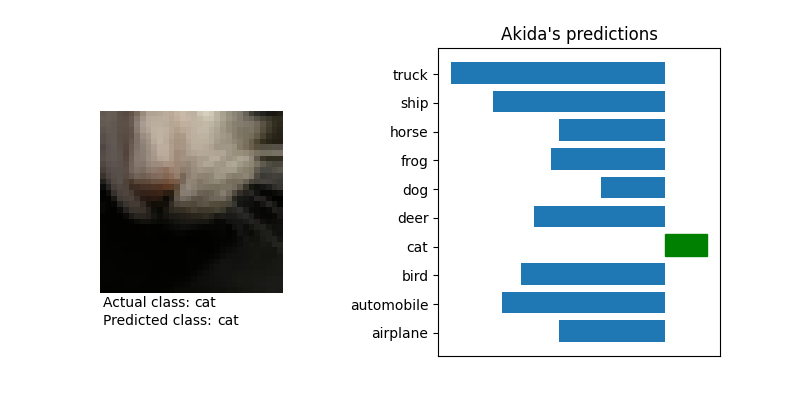 Akida's predictions
truck
ship
horse
frog
dog
deer
cat
bird
automobile
airplane
Actual class: cat
Predicted class: cat